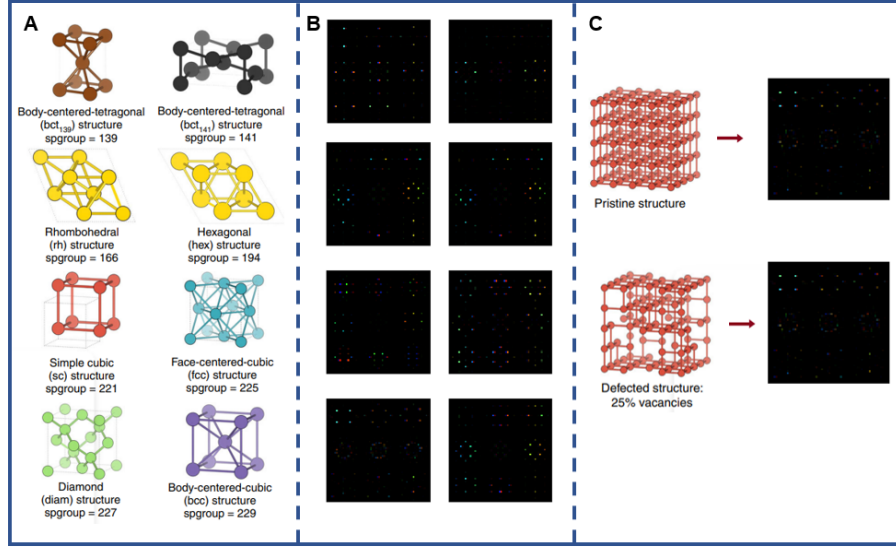 A
B
C
Body-centered-tetragonal
(bct139) structure
spgroup = 139
Body-centered-tetragonal
(bct141) structure
spgroup = 141
Rhombohedral
(rh) structure
spgroup = 166
Hexagonal
(hex) structure
spgroup = 194
Simple cubic
(sc) structure
spgroup = 221
Face-centered-cubic
(fcc) structure
spgroup = 225
Diamond
(diam) structure
spgroup = 227
Body-centered-cubic
(bcc) structure
spgroup = 229
Pristine structure
Defected structure:
25% vacancies